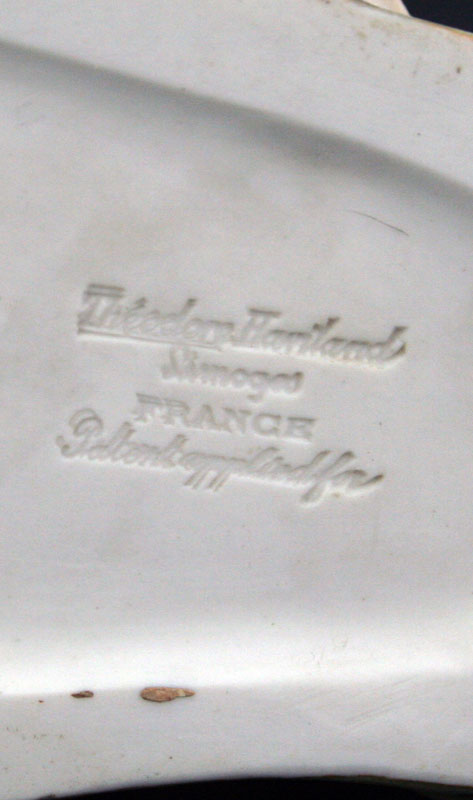 Théodore Haviland
Limoges
FRANCE
Patent applied for